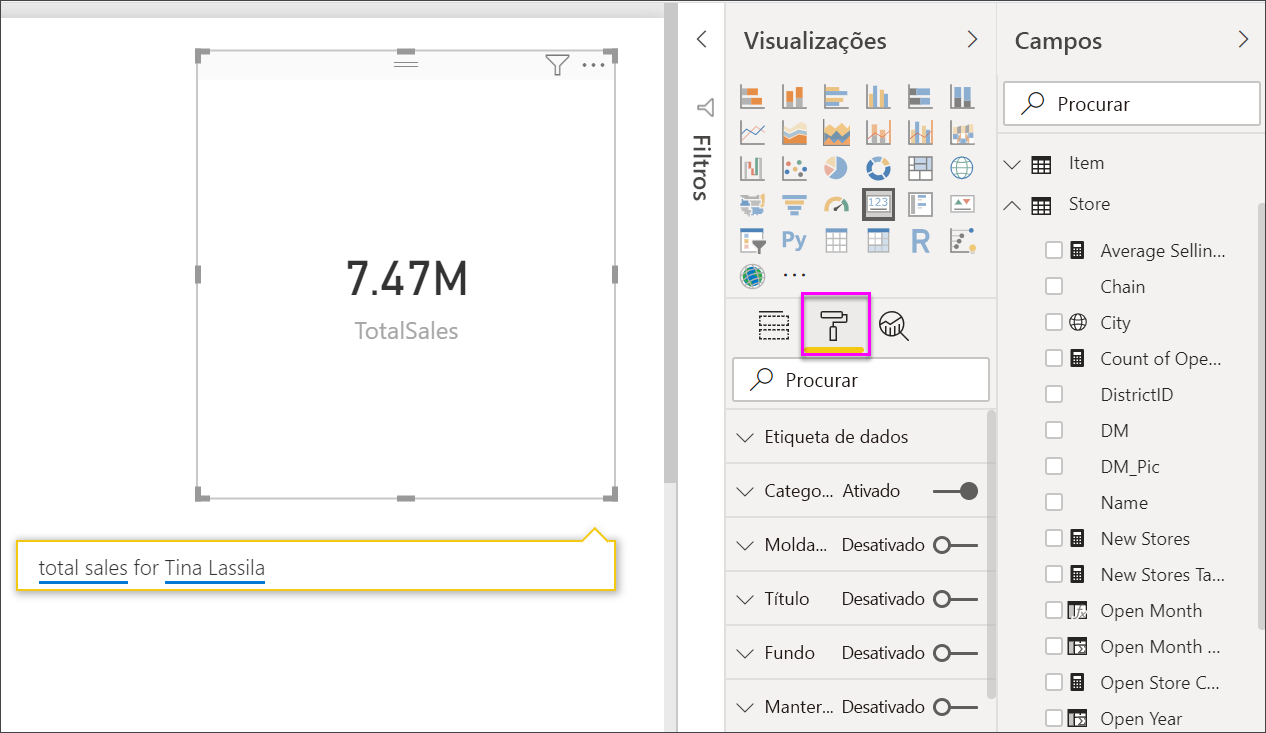 7.47M
TotalSales
total sales for Tina Lassila
Filtros
Visualizações
123
Py
R
Procurar
Etiqueta de dados
Catego... Ativado
Molda... Desativado
Título Desativado
Fundo Desativado
Manter... Desativado
Campos
Procurar
Item
Store
Average Sellin...
Chain
City
Count of Ope...
DistrictID
DM
DM_Pic
Name
New Stores
New Stores Ta...
Open Month
Open Month ...
Open Store C...
Open Year